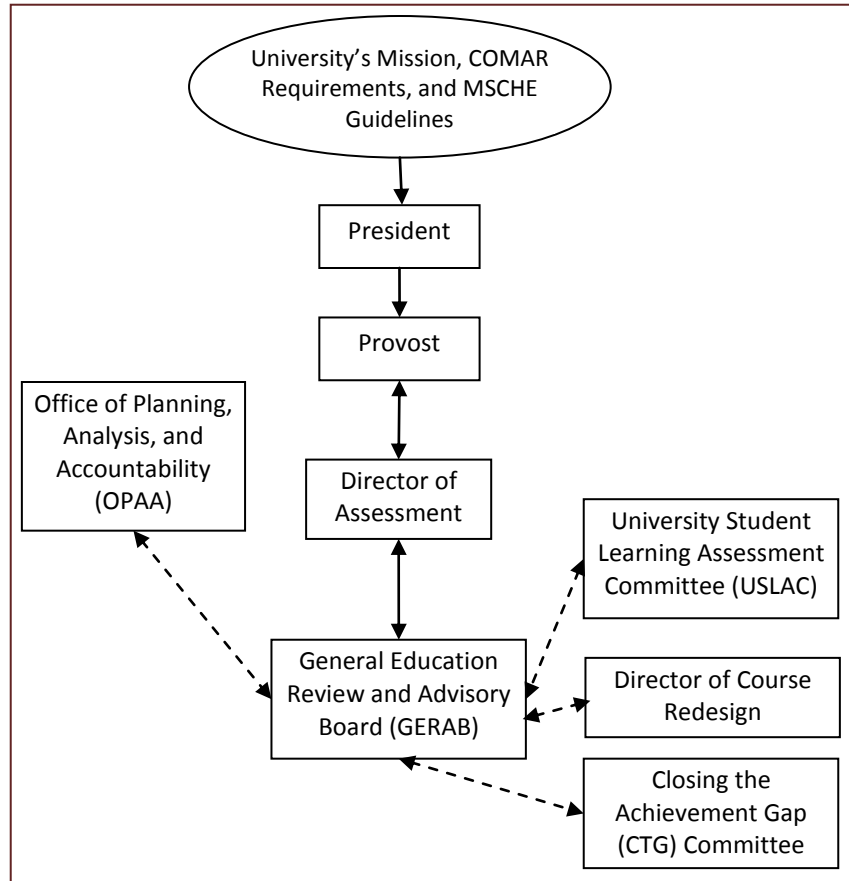 University’s Mission, COMAR
Requirements, and MSCHE
Guidelines
President
Provost
Office of Planning,
Analysis, and
Accountability
(OPAA)
Director of
Assessment
University Student
Learning Assessment
Committee (USLAC)
General Education
Review and Advisory
Board (GERAB)
Director of Course
Redesign
Closing the
Achievement Gap
(CTG) Committee